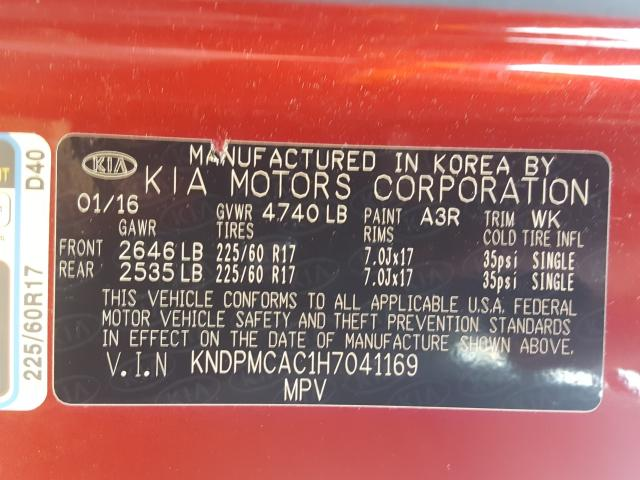 KIA
MANUFACTURED IN KOREA BY
KIA MOTORS CORPORATION
01/16 GVWR 4740 LB PAINT A3R TRIM WK
GAWR TIRES RIMS COLD TIRE INFL
FRONT 2646 LB 225/60 R17 7.0Jx17 35psi SINGLE
REAR 2535 LB 225/60 R17 7.0Jx17 35psi SINGLE
THIS VEHICLE CONFORMS TO ALL APPLICABLE U.S.A. FEDERAL
MOTOR VEHICLE SAFETY AND THEFT PREVENTION STANDARDS
IN EFFECT ON THE DATE OF MANUFACTURE SHOWN ABOVE.
V.I.N KNDPMCAC1H7041169
MPV
225/60R17 D40